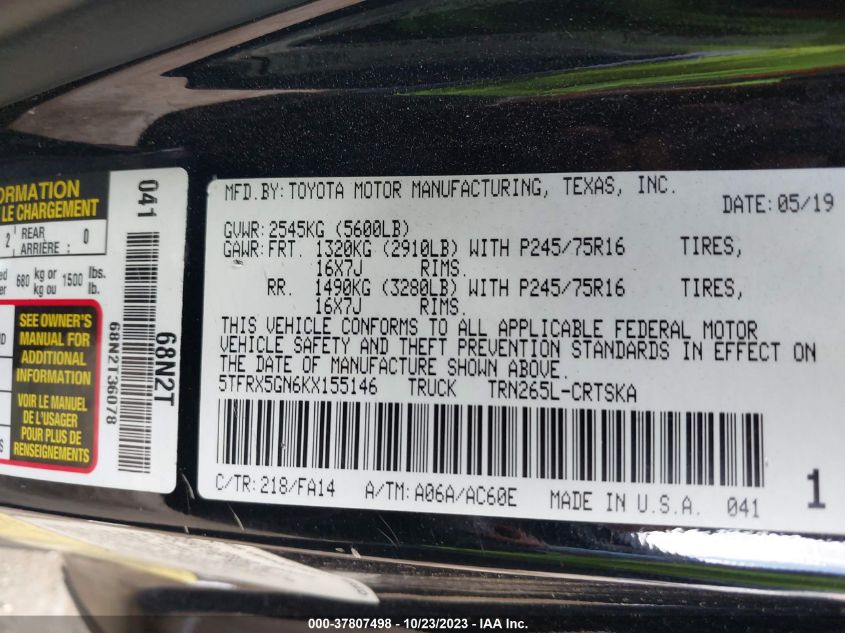 ORMATION
LE CHARGEMENT
2 REAR ARRIÈRE : 0
680 kg or kg ou 1500 lbs. lb.
SEE OWNER'S
MANUAL FOR
ADDITIONAL
INFORMATION
VOIR LE MANUEL
DE L'USAGER
POUR PLUS DE
RENSEIGNEMENTS
041
68N2T36078
68N2T
MFD.BY:TOYOTA MOTOR MANUFACTURING, TEXAS, INC.
DATE:05/19
GVWR:2545KG (5600LB)
GAWR:FRT. 1320KG (2910LB) WITH P245/75R16 TIRES,
16X7J RIMS.
RR. 1490KG (3280LB) WITH P245/75R16 TIRES,
16X7J RIMS.
THIS VEHICLE CONFORMS TO ALL APPLICABLE FEDERAL MOTOR
VEHICLE SAFETY AND THEFT PREVENTION STANDARDS IN EFFECT ON
THE DATE OF MANUFACTURE SHOWN ABOVE.
5TFRX5GN6KX155146 TRUCK TRN265L-CRTSKA
C/TR:218/FA14 A/TM:A06A/AC60E MADE IN U.S.A. 041
1
000-37807498 - 10/23/2023 - IAA Inc.